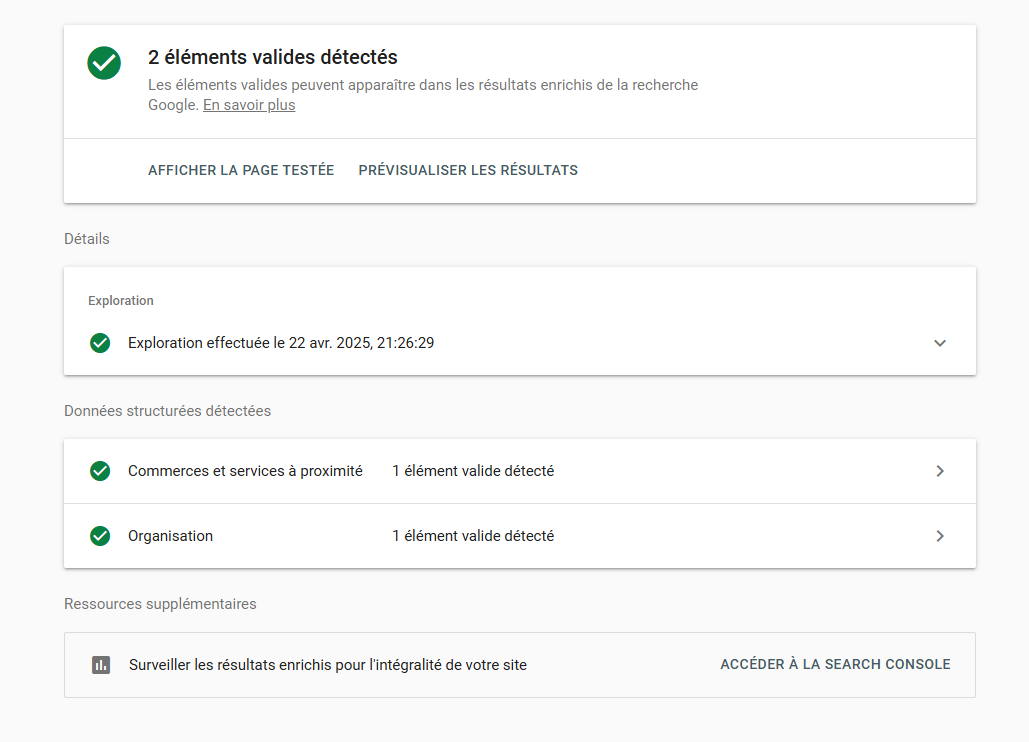 2 éléments valides détectés
Les éléments valides peuvent apparaître dans les résultats enrichis de la recherche
Google. En savoir plus
AFFICHER LA PAGE TESTÉE PRÉVISUALISER LES RÉSULTATS
Détails
Exploration
Exploration effectuée le 22 avr. 2025, 21:26:29
Données structurées détectées
Commerces et services à proximité 1 élément valide détecté
Organisation 1 élément valide détecté
Ressources supplémentaires
Surveiller les résultats enrichis pour l'intégralité de votre site ACCÉDER À LA SEARCH CONSOLE